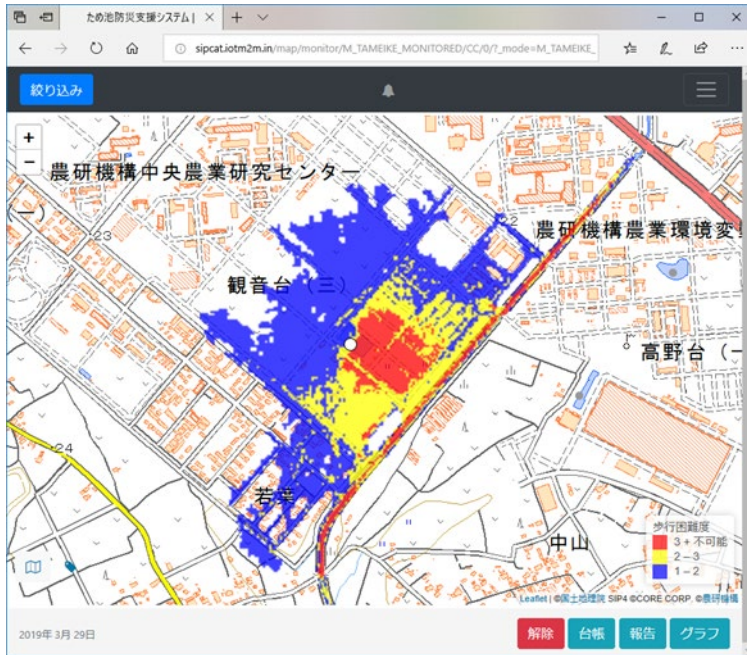 ため池防災支援システム |
sipcat.iotm2m.in/map/monitor/M_TAMEIKE_MONITORED/CC/0/?_mode=M_TAMEIKE_
絞り込み
+
−
農研機構中央農業研究センター
(一)
23
22
農研機構農業環境変
観音台(三)
高野台(一
24
若葉
中山
歩行困難度
3+不可能
2−3
1−2
Leaflet | ©国土地理院 SIP4 ©CORE CORP. ©農研機構
2019年 3月 29日
解除 台帳 報告 グラフ